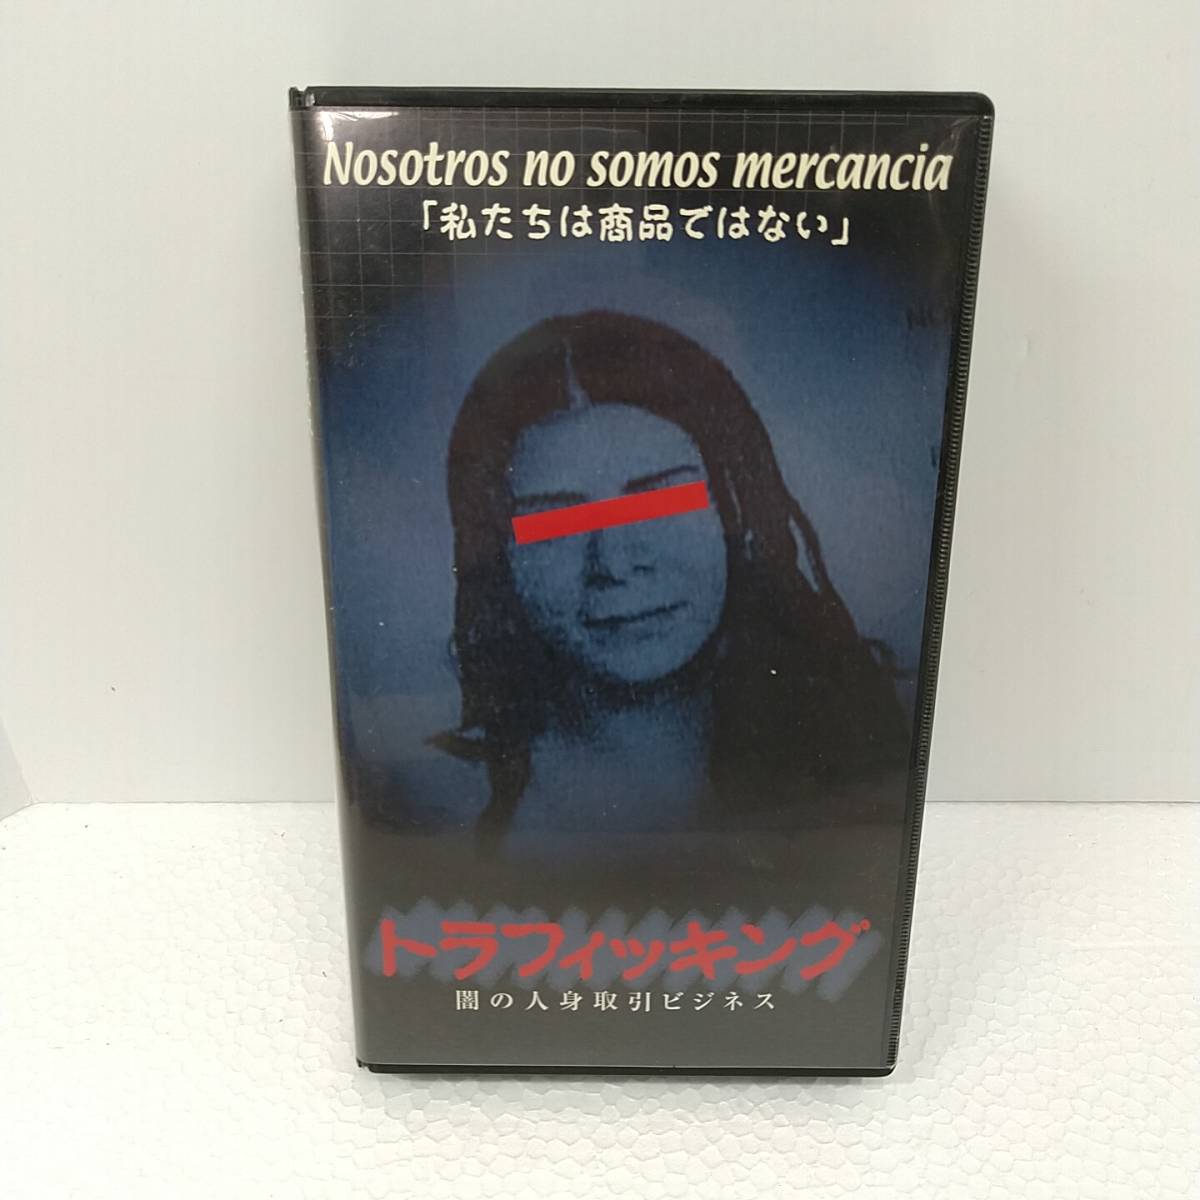 Nosotros no somos mercancia
「私たちは商品ではない」
トラフィッキング
闇の人身取引ビジネス